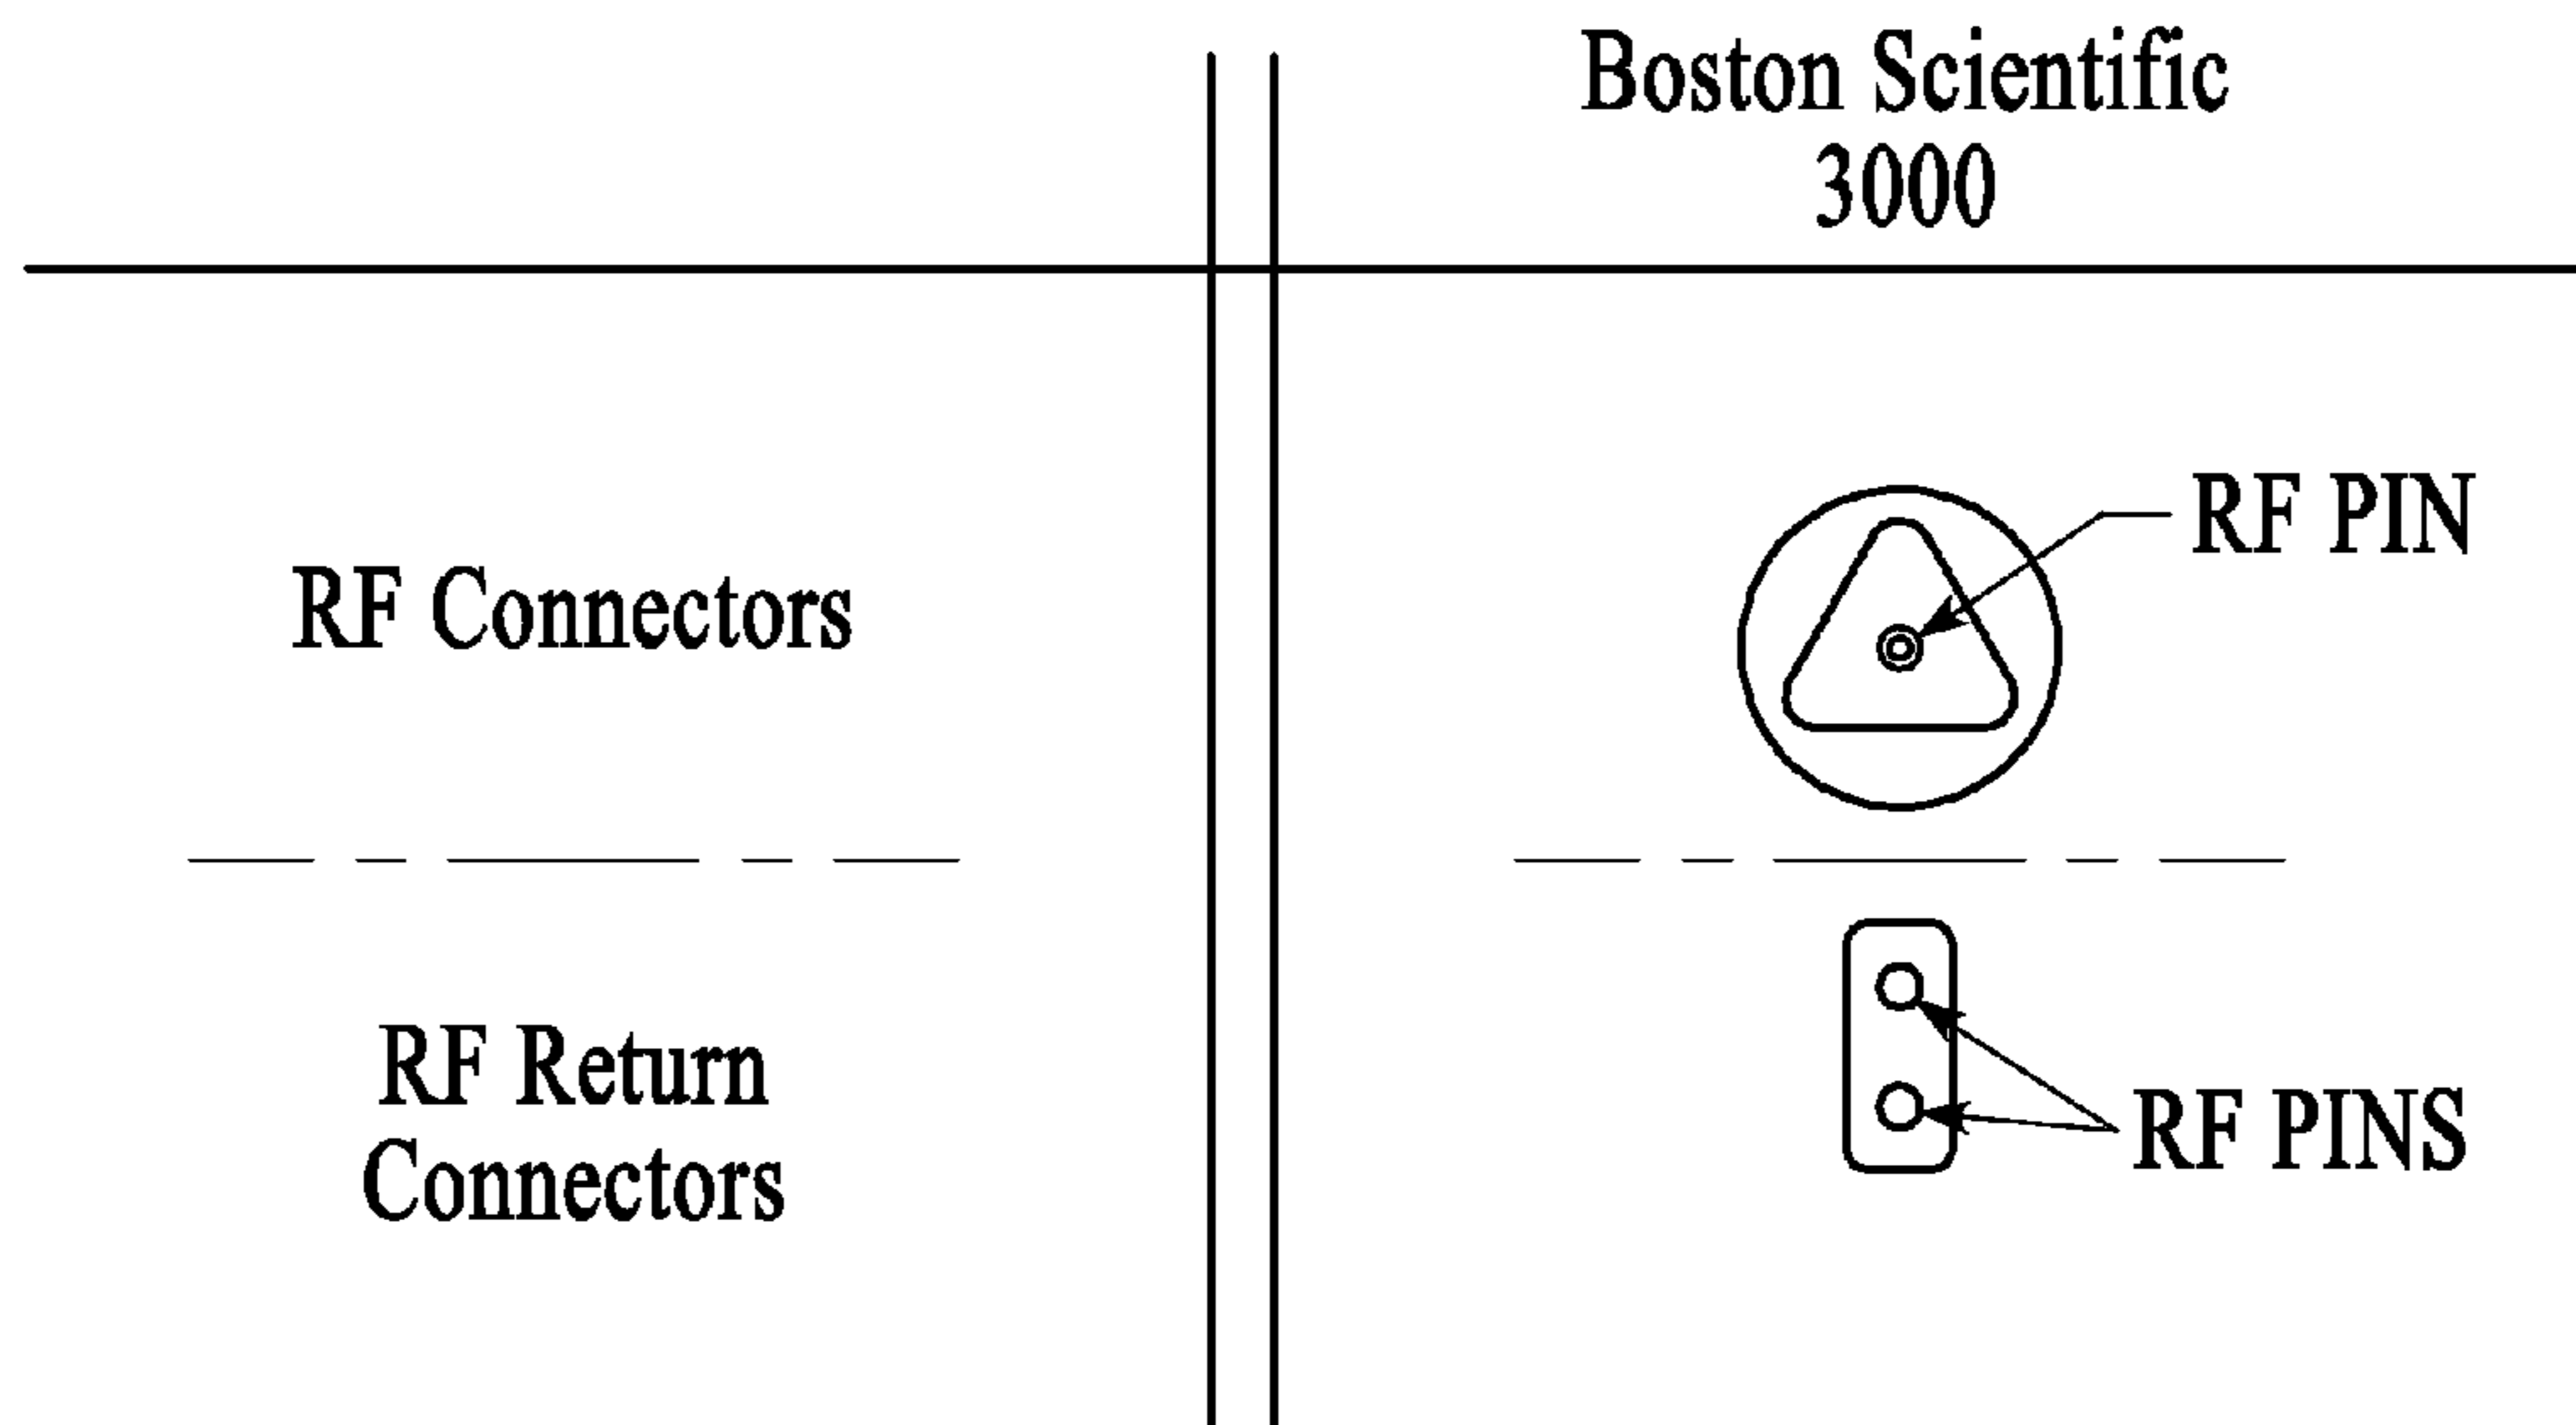 Boston Scientific
3000
RF Connectors
RF PIN
RF Return
Connectors
RF PINS